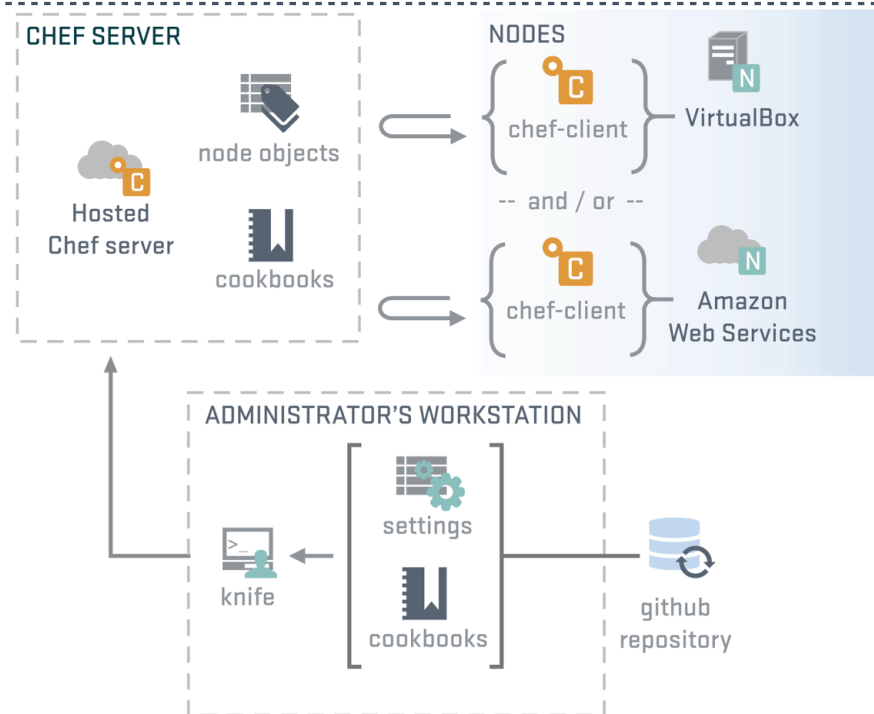 CHEF SERVER
node objects
C
Hosted
Chef server
cookbooks
NODES
C
chef-client
N
VirtualBox
-- and / or --
C
chef-client
N
Amazon
Web Services
ADMINISTRATOR'S WORKSTATION
settings
>_
knife
cookbooks
github
repository